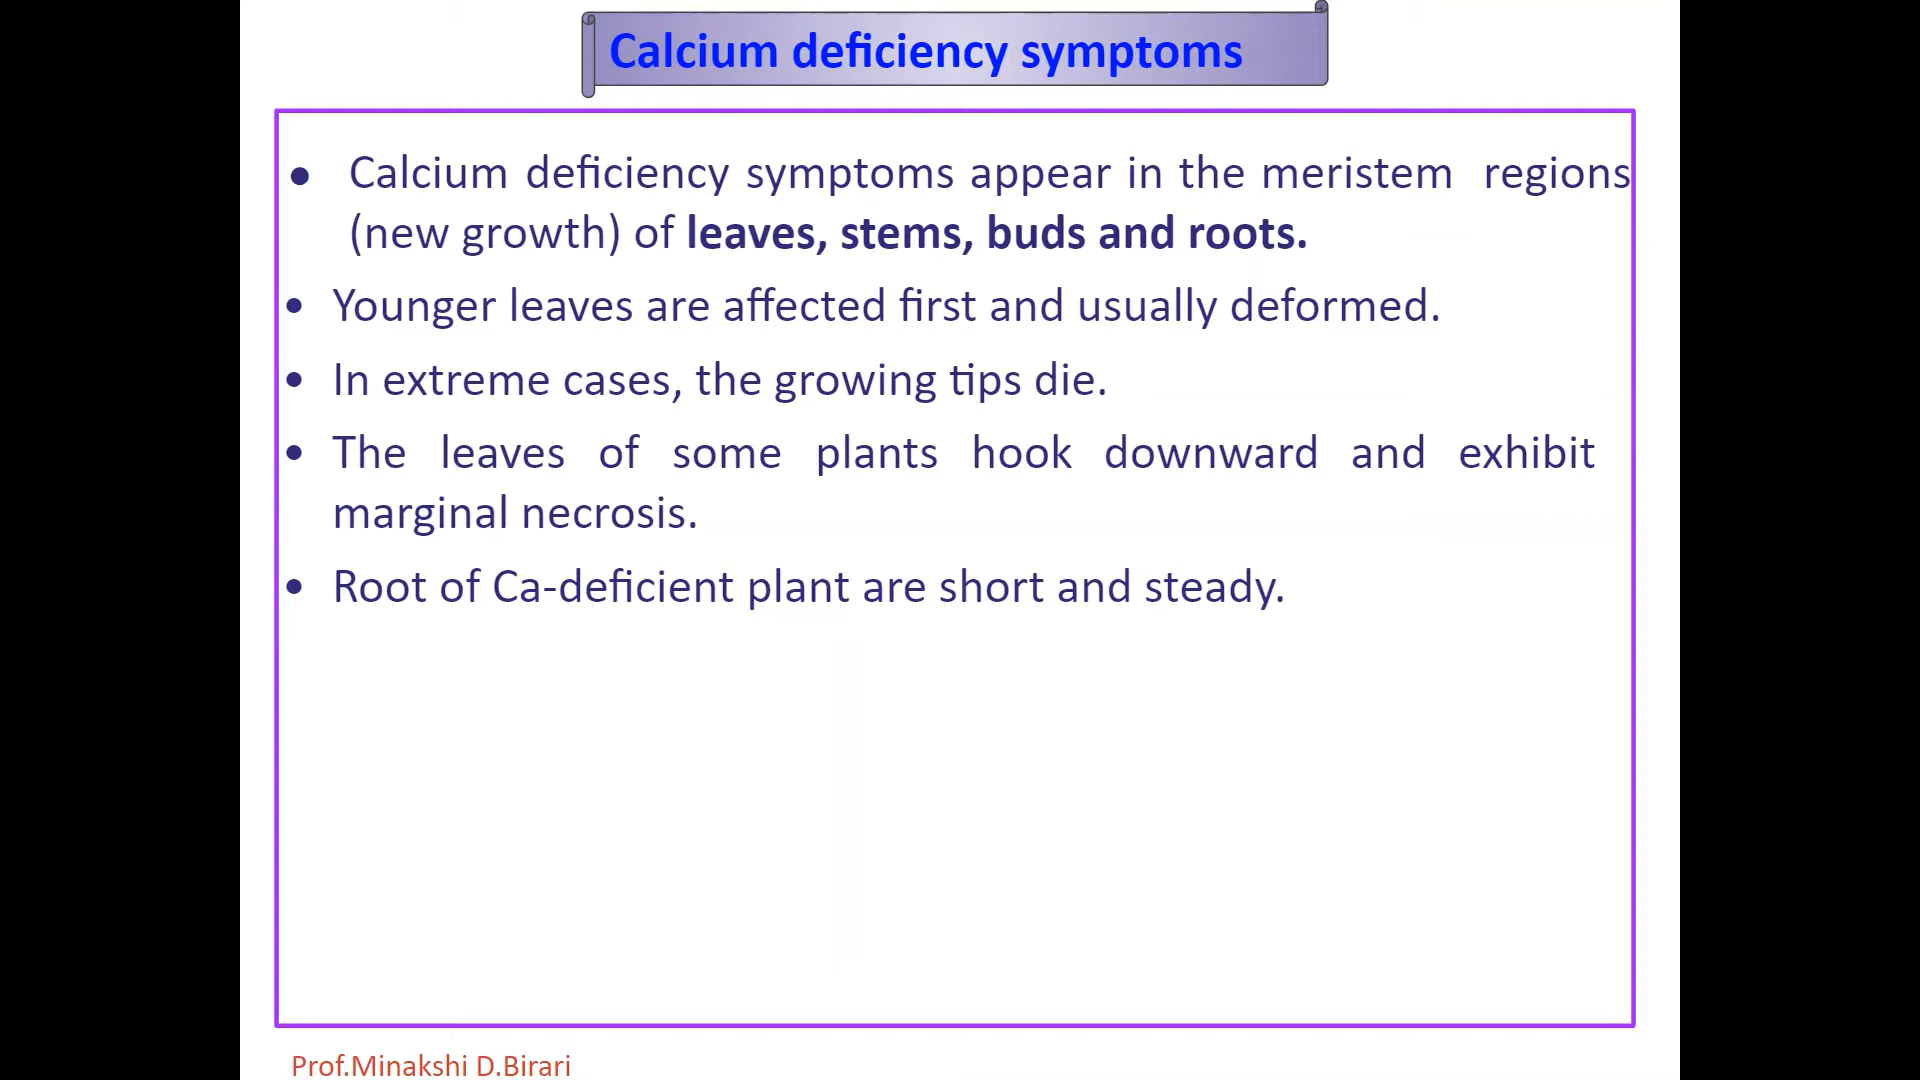 Calcium deficiency symptoms
• Calcium deficiency symptoms appear in the meristem regions
(new growth) of leaves, stems, buds and roots.
• Younger leaves are affected first and usually deformed.
• In extreme cases, the growing tips die.
• The leaves of some plants hook downward and exhibit
marginal necrosis.
• Root of Ca-deficient plant are short and steady.
Prof.Minakshi D.Birari